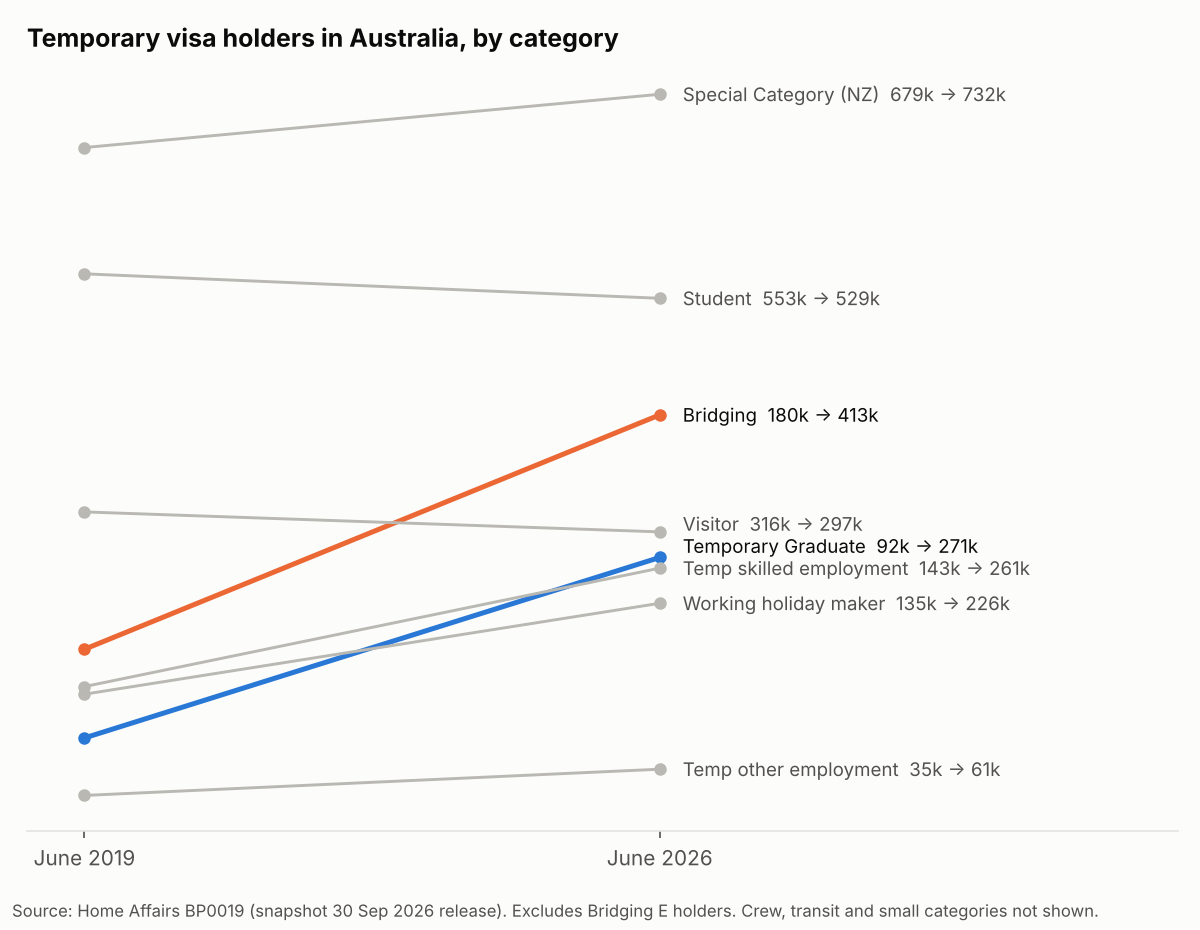 Temporary visa holders in Australia, by category
Special Category (NZ) 679k → 732k
Student 553k → 529k
Bridging 180k → 413k
Visitor 316k → 297k
Temporary Graduate 92k → 271k
Temp skilled employment 143k → 261k
Working holiday maker 135k → 226k
Temp other employment 35k → 61k
June 2019
June 2026
Source: Home Affairs BP0019 (snapshot 30 Sep 2026 release). Excludes Bridging E holders. Crew, transit and small categories not shown.